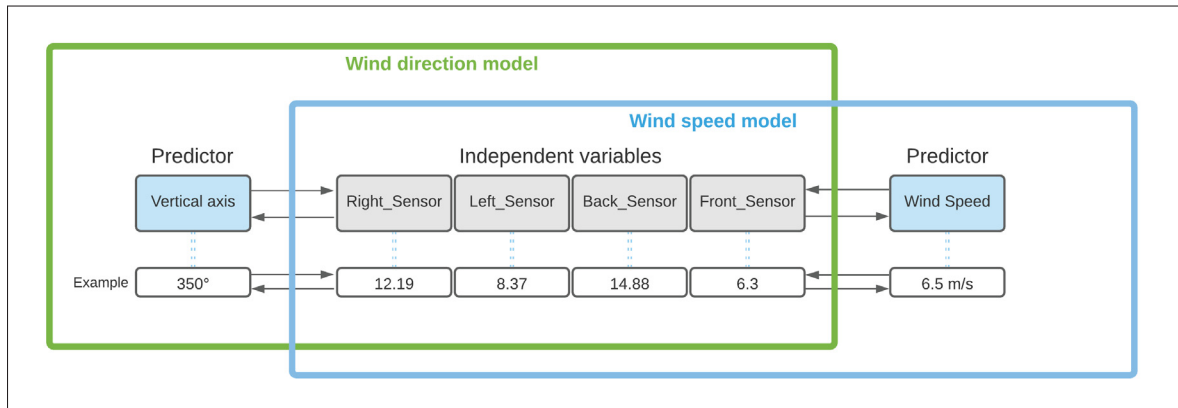 Wind direction model
Wind speed model
Predictor
Independent variables
Predictor
Vertical axis
Right_Sensor
Left_Sensor
Back_Sensor
Front_Sensor
Wind Speed
Example
350°
12.19
8.37
14.88
6.3
6.5 m/s